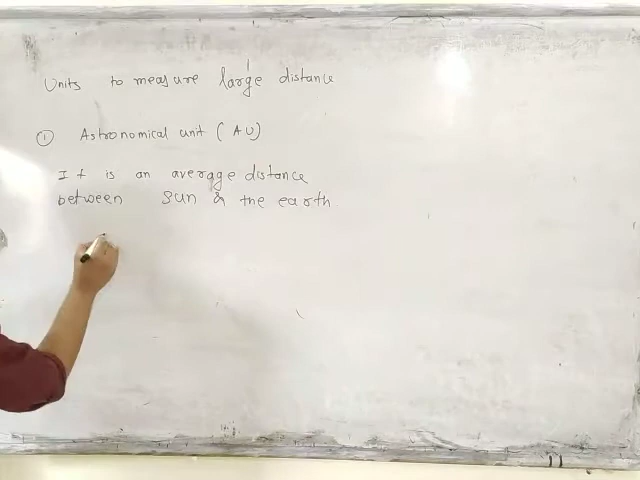 Units to measure large distance
① Astronomical unit (AU)
It is an average distance
between sun & the earth